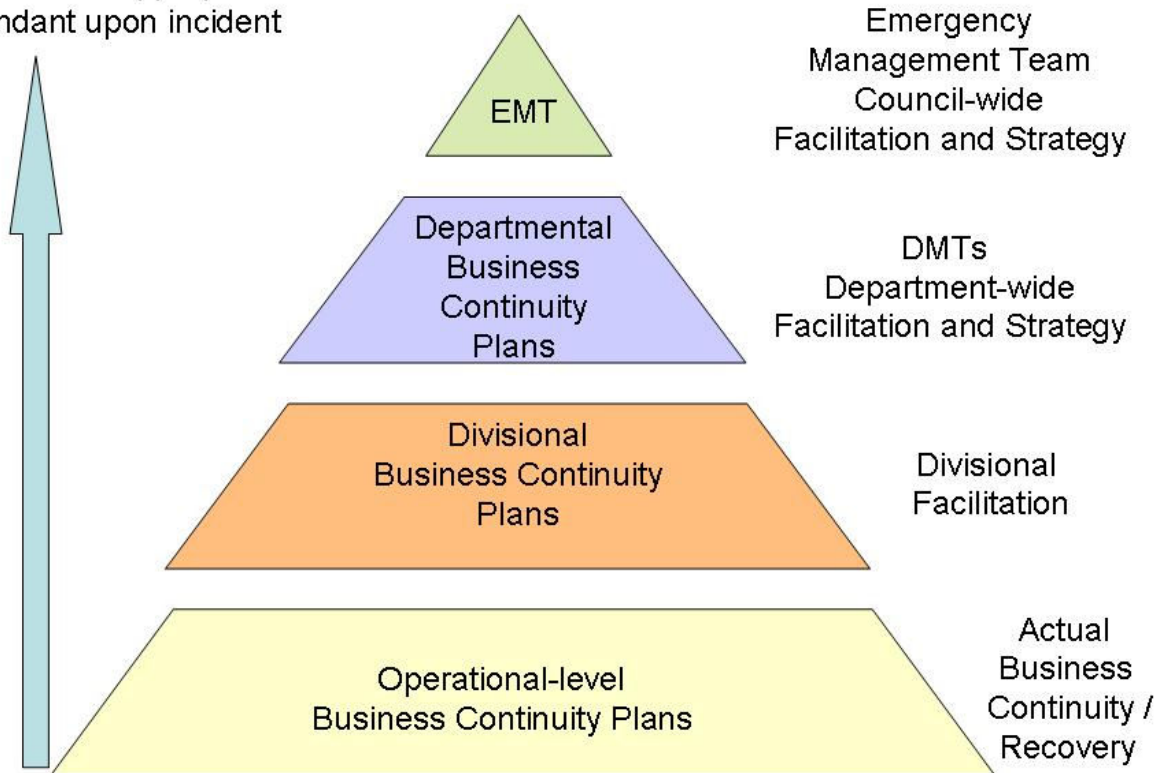 upon incident
EMT
Emergency
Management Team
Council-wide
Facilitation and Strategy
Departmental
Business
Continuity
Plans
DMTs
Department-wide
Facilitation and Strategy
Divisional
Business Continuity
Plans
Divisional
Facilitation
Operational-level
Business Continuity Plans
Actual
Business
Continuity /
Recovery